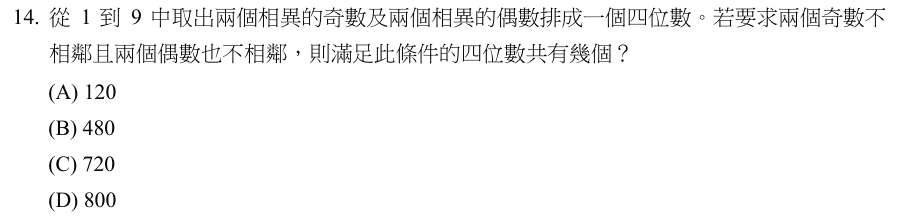 14. 從 1 到 9 中取出兩個相異的奇數及兩個相異的偶數排成一個四位數。若要求兩個奇數不
相鄰且兩個偶數也不相鄰，則滿足此條件的四位數共有幾個？
(A) 120
(B) 480
(C) 720
(D) 800